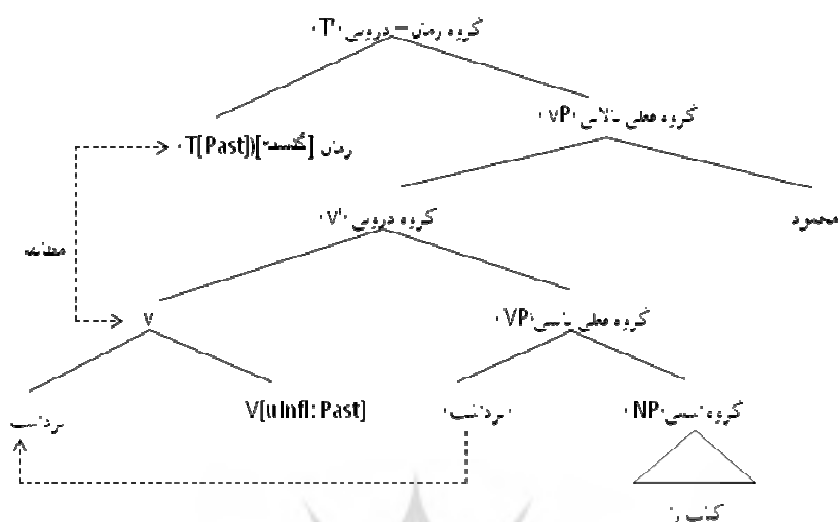 گروه زمان – درونی (T'
گروه فعلی بالایی (vP)
زمان [گذشته](T[Past])
محمود
گروه درونی (v'
مطابقه
v
گروه فعلی پایینی (VP)
برداشت
V[uInfl: Past]
(برداشت)
گروه اسمی (NP)
کتاب را